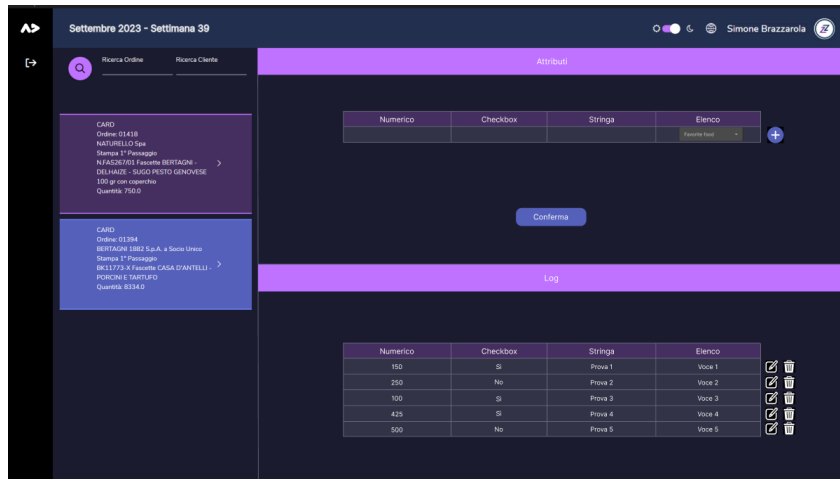 Settembre 2023 - Settimana 39
Simone Brazzarola
Ricerca Ordine
Ricerca Cliente
CARD
Ordine: 01418
NATURELLO Spa
Stampa 1° Passaggio
N.FAS267/01 Fascette BERTAGNI -
DELHAIZE - SUGO PESTO GENOVESE
100 gr con coperchio
Quantità: 750.0
CARD
Ordine: 01394
BERTAGNI 1882 S.p.A. a Socio Unico
Stampa 1° Passaggio
BK11773-X Fascette CASA D'ANTELLI -
PORCINI E TARTUFO
Quantità: 8334.0
Attributi
Numerico Checkbox Stringa Elenco
Favorite food
Conferma
Log
Numerico Checkbox Stringa Elenco
150 Si Prova 1 Voce 1
250 No Prova 2 Voce 2
100 Si Prova 3 Voce 3
425 Si Prova 4 Voce 4
500 No Prova 5 Voce 5